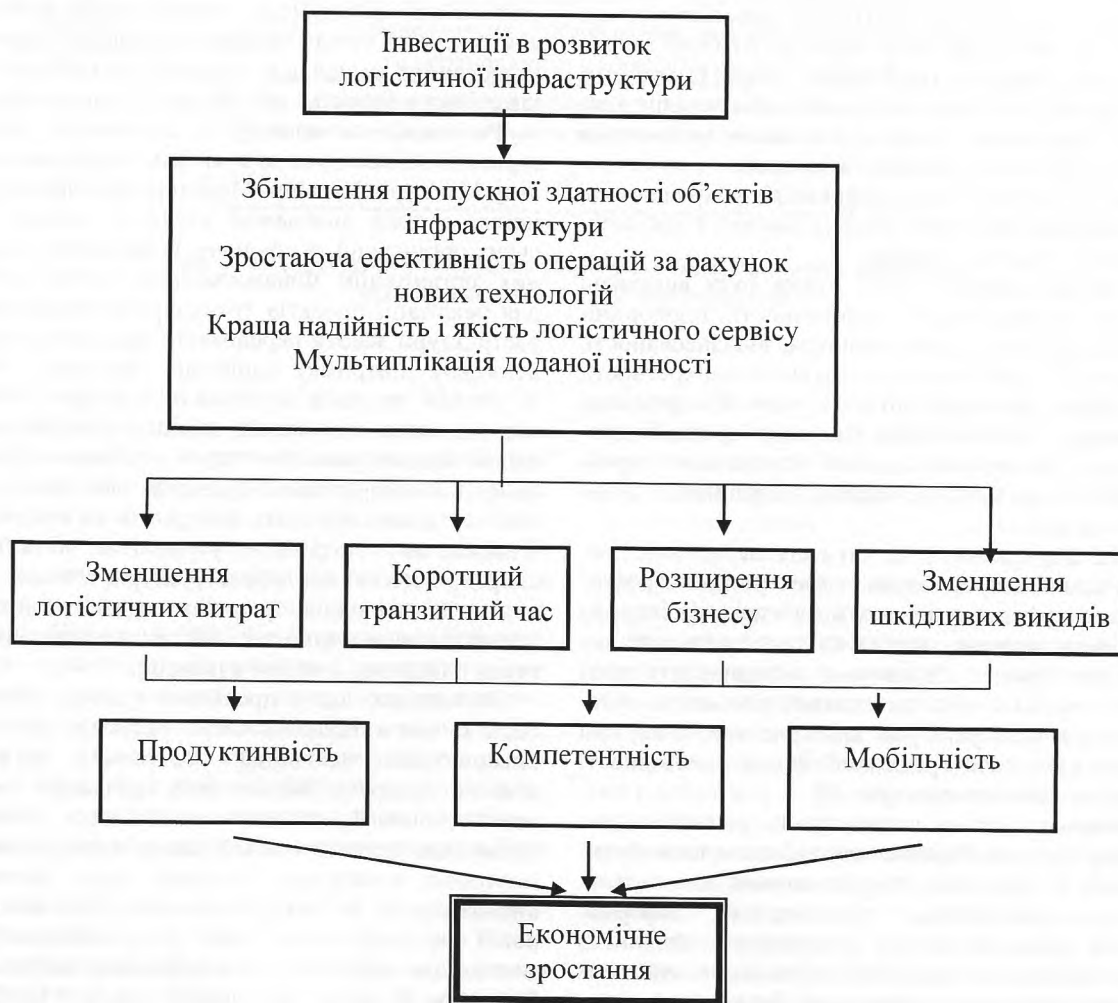 Інвестиції в розвиток
логістичної інфраструктури
Збільшення пропускної здатності об’єктів
інфраструктури
Зростаюча ефективність операцій за рахунок
нових технологій
Краща надійність і якість логістичного сервісу
Мультиплікація доданої цінності
Зменшення
логістичних витрат
Коротший
транзитний час
Розширення
бізнесу
Зменшення
шкідливих викидів
Продуктинвість
Компетентність
Мобільність
Економічне
зростання